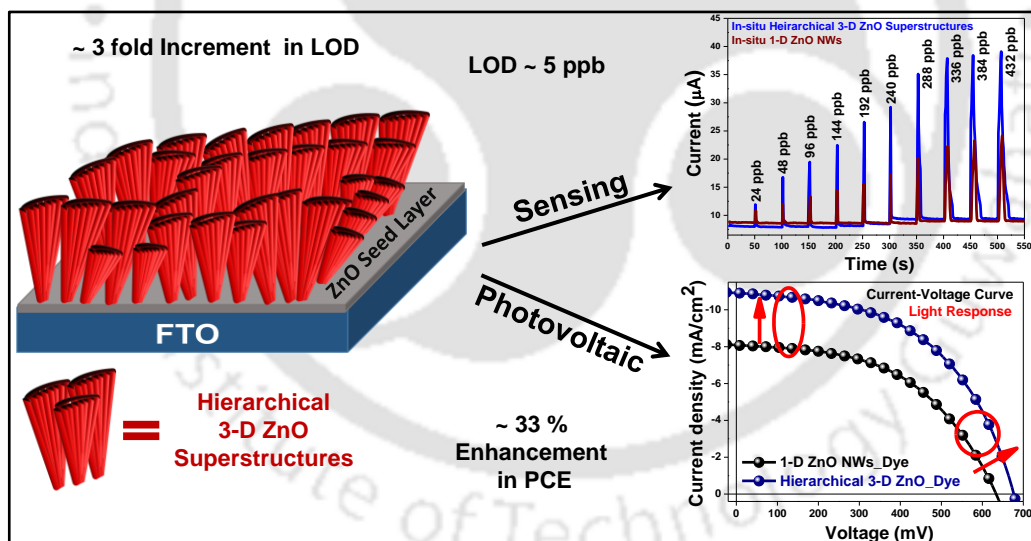 ~ 3 fold Increment in LOD
LOD ~ 5 ppb
ZnO Seed Layer
FTO
Hierarchical
3-D ZnO
Superstructures
=
Sensing
Photovoltaic
~ 33 %
Enhancement
in PCE
In-situ Heirarchical 3-D ZnO Superstructures
In-situ 1-D ZnO NWs
45
40
35
30
25
20
15
10
Current (µA)
24 ppb
48 ppb
96 ppb
144 ppb
192 ppb
240 ppb
288 ppb
336 ppb
384 ppb
432 ppb
0 50 100 150 200 250 300 350 400 450 500 550
Time (s)
Current-Voltage Curve
Light Response
-10
-8
-6
-4
-2
0
Current density (mA/cm²)
1-D ZnO NWs_Dye
Hierarchical 3-D ZnO_Dye
0 100 200 300 400 500 600 700
Voltage (mV)
stitute of Technology